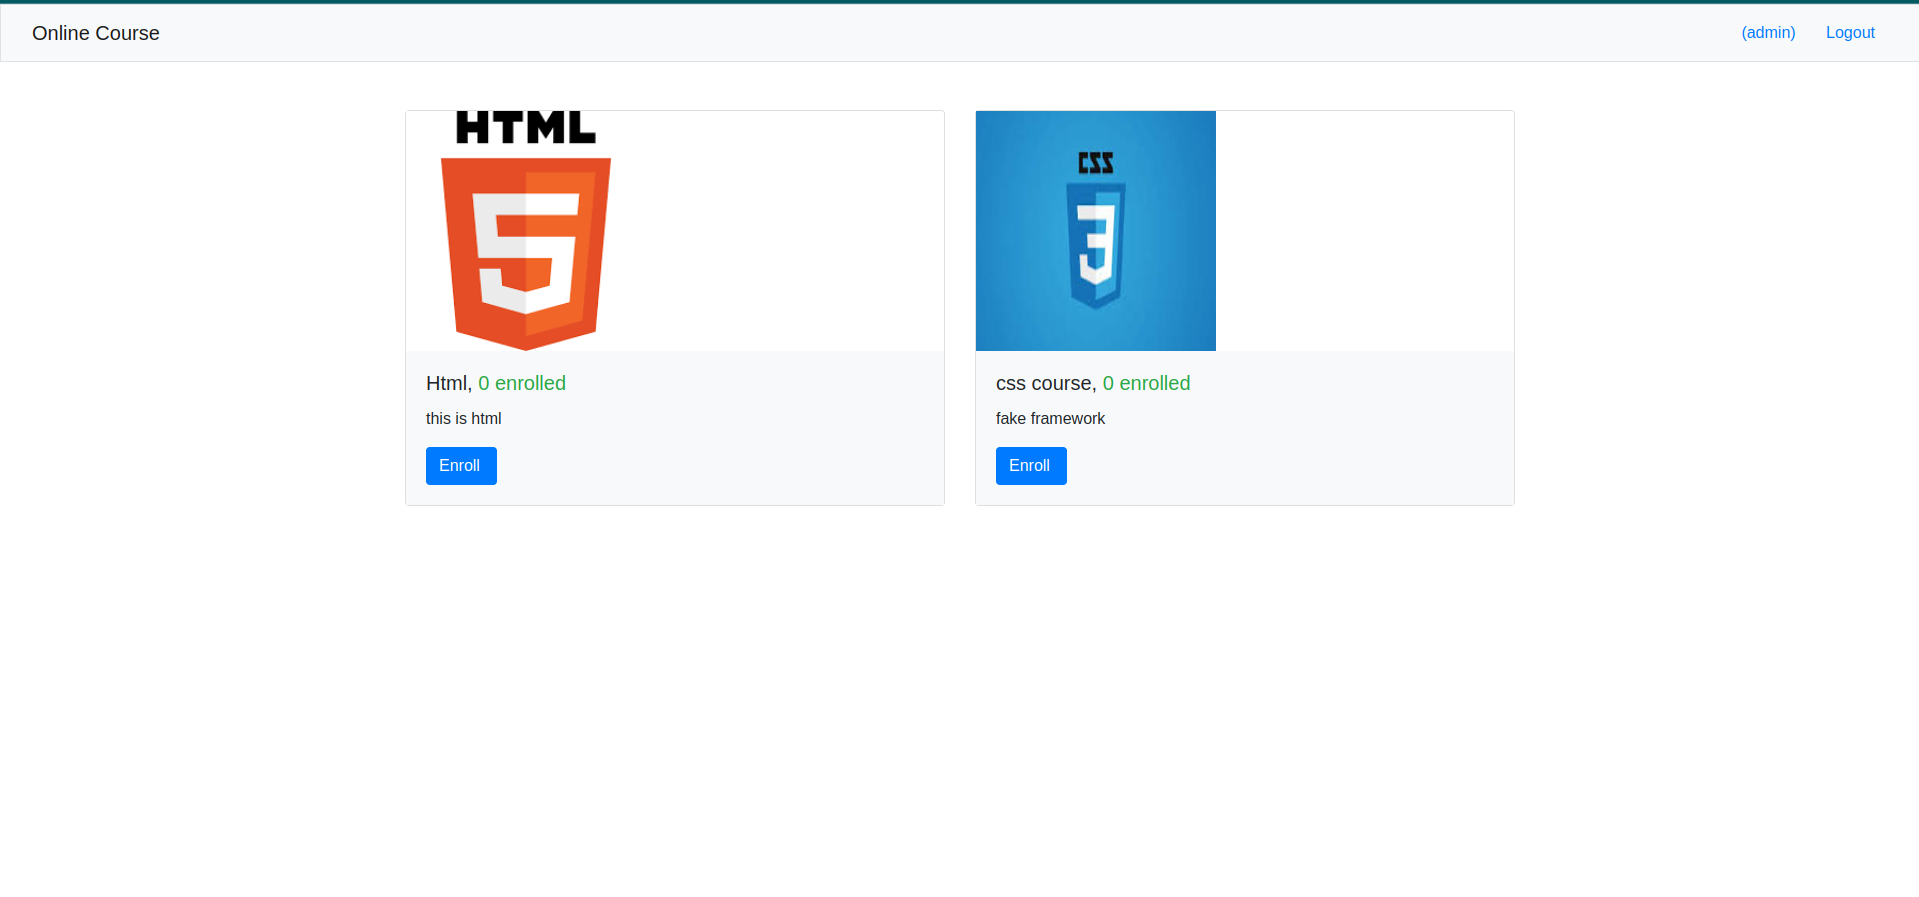 Online Course
(admin) Logout
HTML
5
CSS
3
Html, 0 enrolled
this is html
Enroll
css course, 0 enrolled
fake framework
Enroll